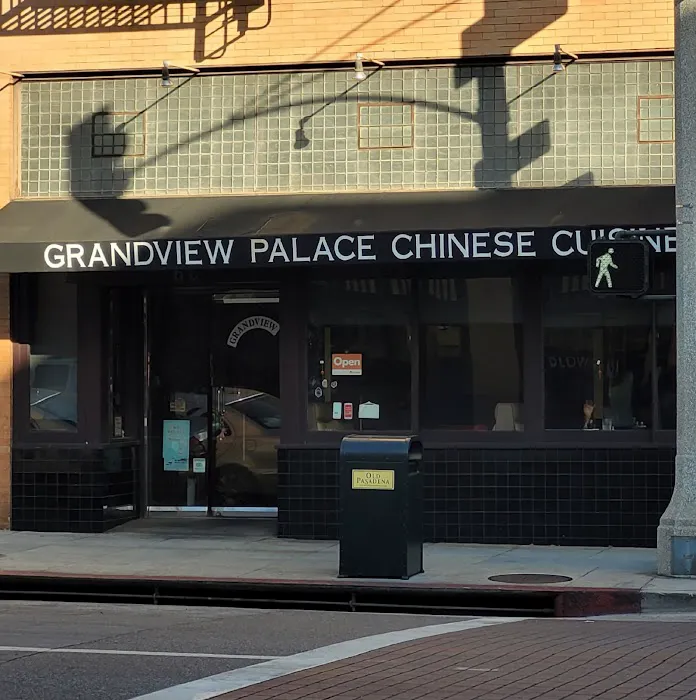 GRANDVIEW PALACE CHINESE CUISINE
GRANDVIEW
Open
OLD
PASADENA